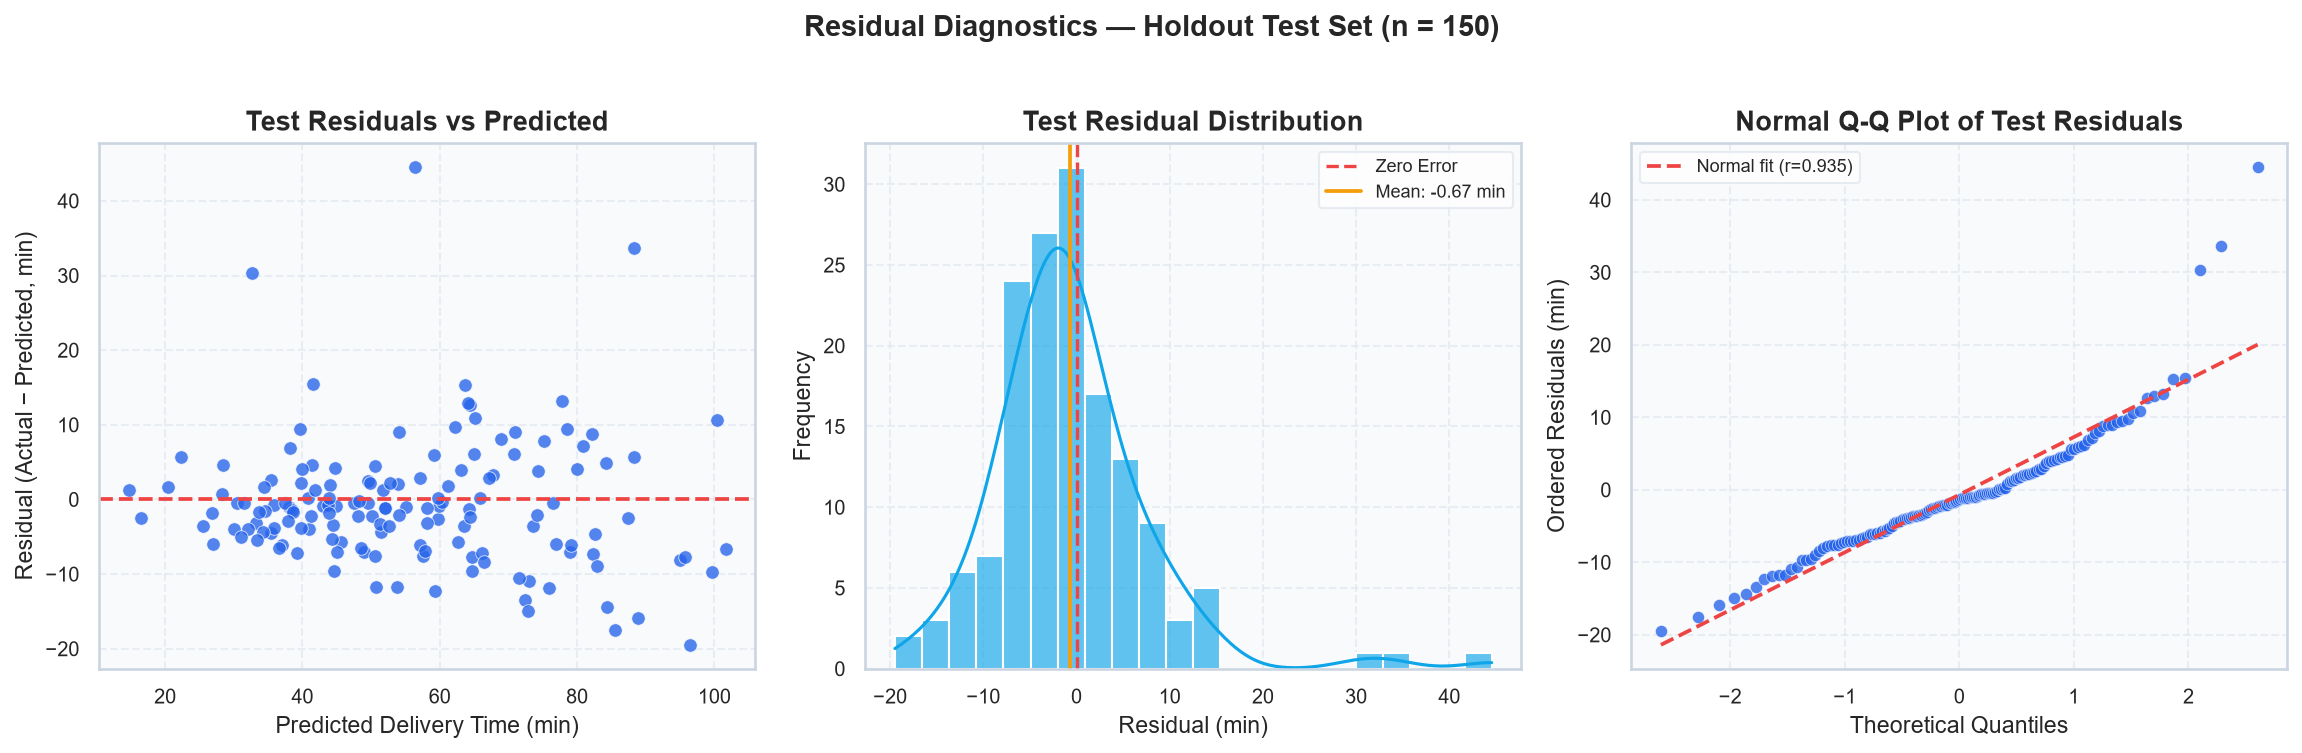 Residual Diagnostics — Holdout Test Set (n = 150)
Test Residuals vs Predicted
Residual (Actual − Predicted, min)
40
30
20
10
0
−10
−20
20 40 60 80 100
Predicted Delivery Time (min)
Test Residual Distribution
Zero Error
Mean: -0.67 min
Frequency
30
25
20
15
10
5
0
−20 −10 0 10 20 30 40
Residual (min)
Normal Q-Q Plot of Test Residuals
Normal fit (r=0.935)
Ordered Residuals (min)
40
30
20
10
0
−10
−20
−2 −1 0 1 2
Theoretical Quantiles